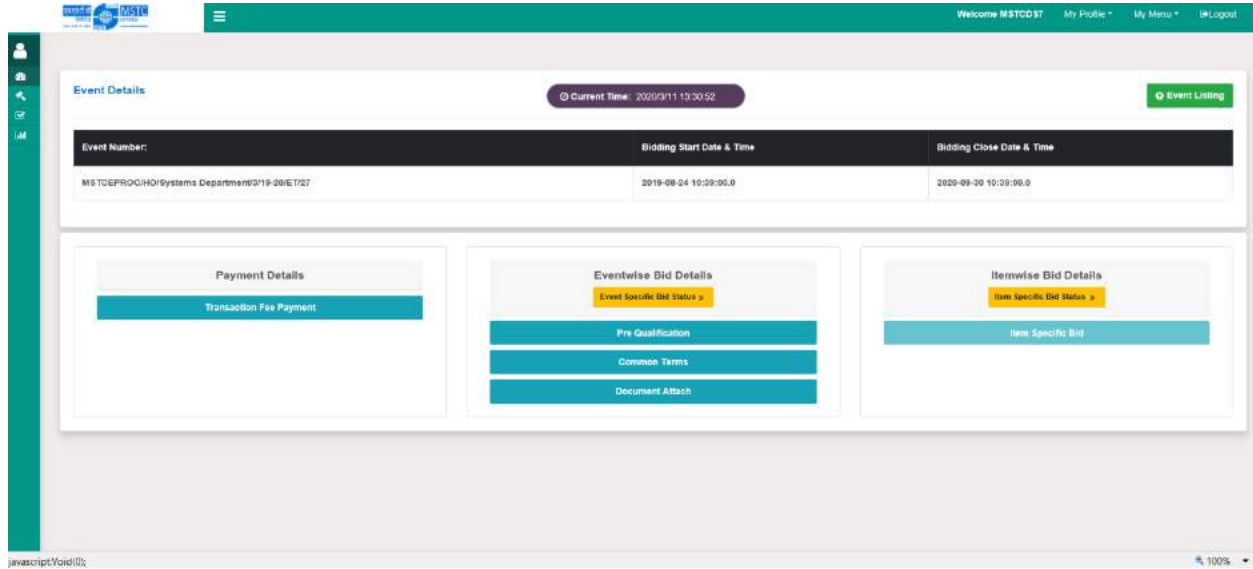 MSTC
Welcome MSTCDS7 My Profile My Menu Logout
Event Details
Current Time: 2020/3/11 13:30:52
Event Listing
Event Number: Bidding Start Date & Time Bidding Close Date & Time
MSTCEPROC/HO/Systems Department/3/19-20/ET/27 2019-08-24 10:39:00.0 2020-09-30 10:39:00.0
Payment Details Eventwise Bid Details Itemwise Bid Details
Event Specific Bid Status » Item Specific Bid Status »
Transaction Fee Payment
Pre Qualification Item Specific Bid
Common Terms
Document Attach
javascript:Void(0); 100%